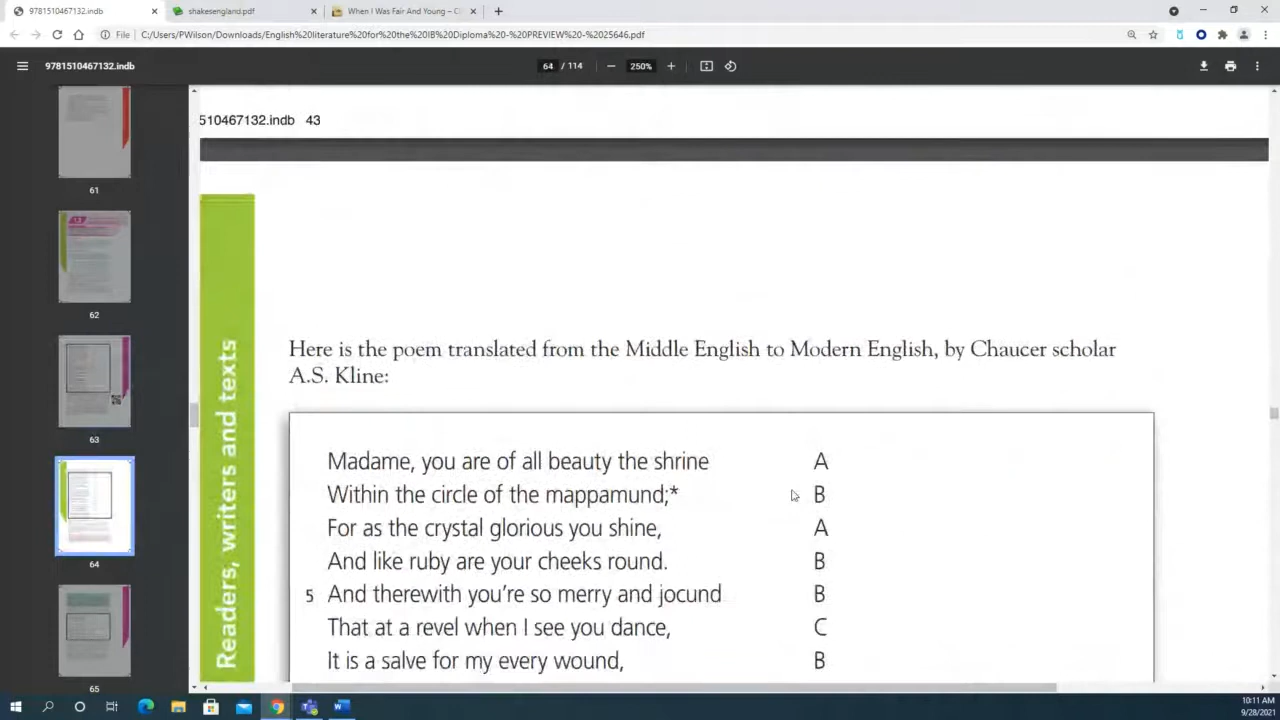 9781510467132.indb
shakesengland.pdf
When I Was Fair And Young - C
File
C:/Users/PWilson/Downloads/English%20literature%20for%20the%20IB%20Diploma%20-%20PREVIEW%20-%2025646.pdf
9781510467132.indb
64 / 114
250%
510467132.indb 43
61
62
63
64
65
Readers, writers and texts
Here is the poem translated from the Middle English to Modern English, by Chaucer scholar
A.S. Kline:
Madame, you are of all beauty the shrine A
Within the circle of the mappamund;* B
For as the crystal glorious you shine, A
And like ruby are your cheeks round. B
5 And therewith you're so merry and jocund B
That at a revel when I see you dance, C
It is a salve for my every wound, B
10:11 AM
9/28/2021